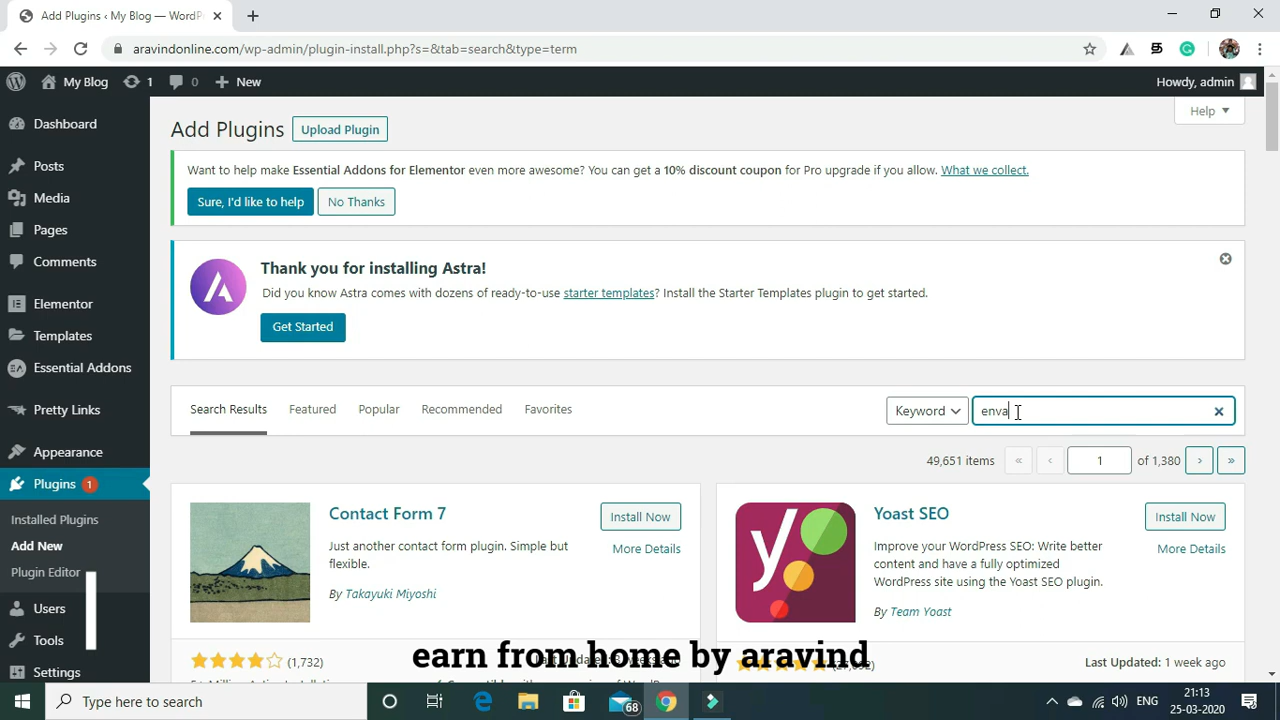 Add Plugins ‹ My Blog — WordP
aravindonline.com/wp-admin/plugin-install.php?s=&tab=search&type=term
My Blog 1 0 New
Howdy, admin
Dashboard
Posts
Media
Pages
Comments
Elementor
Templates
Essential Addons
Pretty Links
Appearance
Plugins 1
Installed Plugins
Add New
Plugin Editor
Users
Tools
Settings
Help
Add Plugins Upload Plugin
Want to help make Essential Addons for Elementor even more awesome? You can get a 10% discount coupon for Pro upgrade if you allow. What we collect.
Sure, I'd like to help No Thanks
Thank you for installing Astra!
Did you know Astra comes with dozens of ready-to-use starter templates? Install the Starter Templates plugin to get started.
Get Started
Search Results Featured Popular Recommended Favorites Keyword enva
49,651 items « ‹ 1 of 1,380 › »
Contact Form 7
Install Now
More Details
Just another contact form plugin. Simple but
flexible.
By Takayuki Miyoshi
(1,732)
Yoast SEO
Install Now
More Details
Improve your WordPress SEO: Write better
content and have a fully optimized
WordPress site using the Yoast SEO plugin.
By Team Yoast
Last Updated: 1 week ago
earn from home by aravind
Type here to search
68
ENG
21:13
25-03-2020